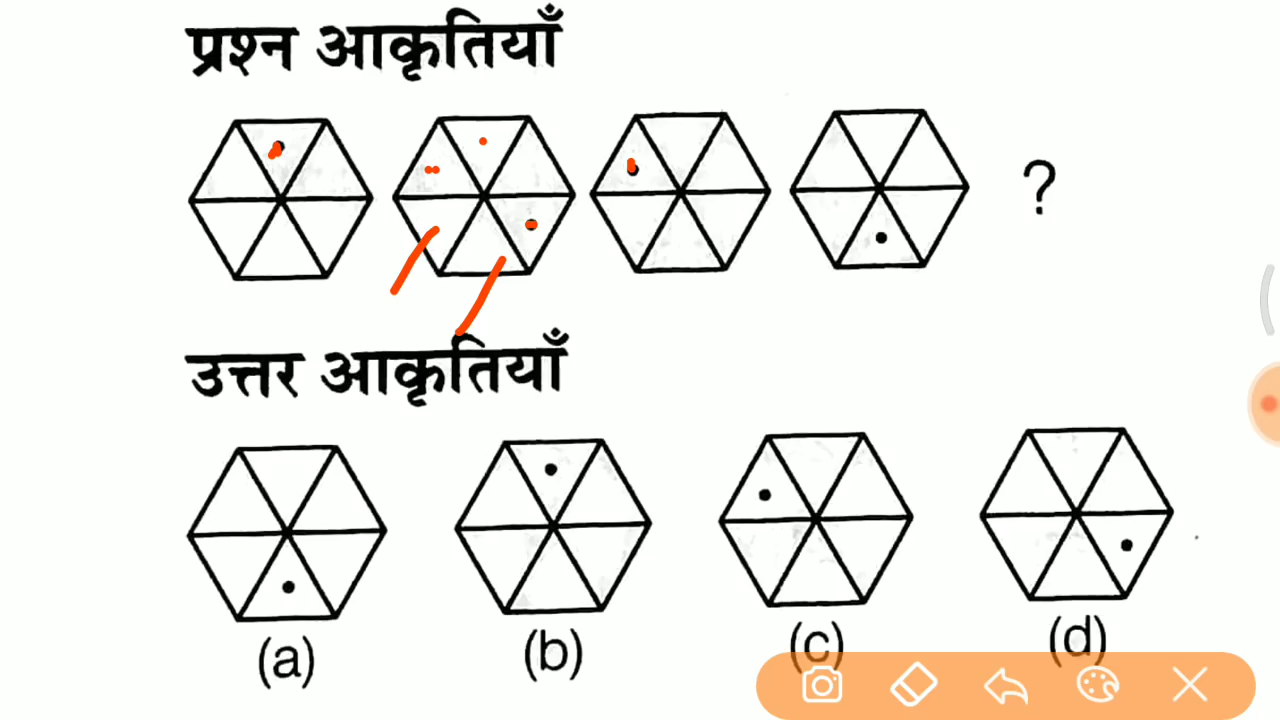 प्रश्न आकृतियाँ
?
उत्तर आकृतियाँ
(a) (b) (c) (d)